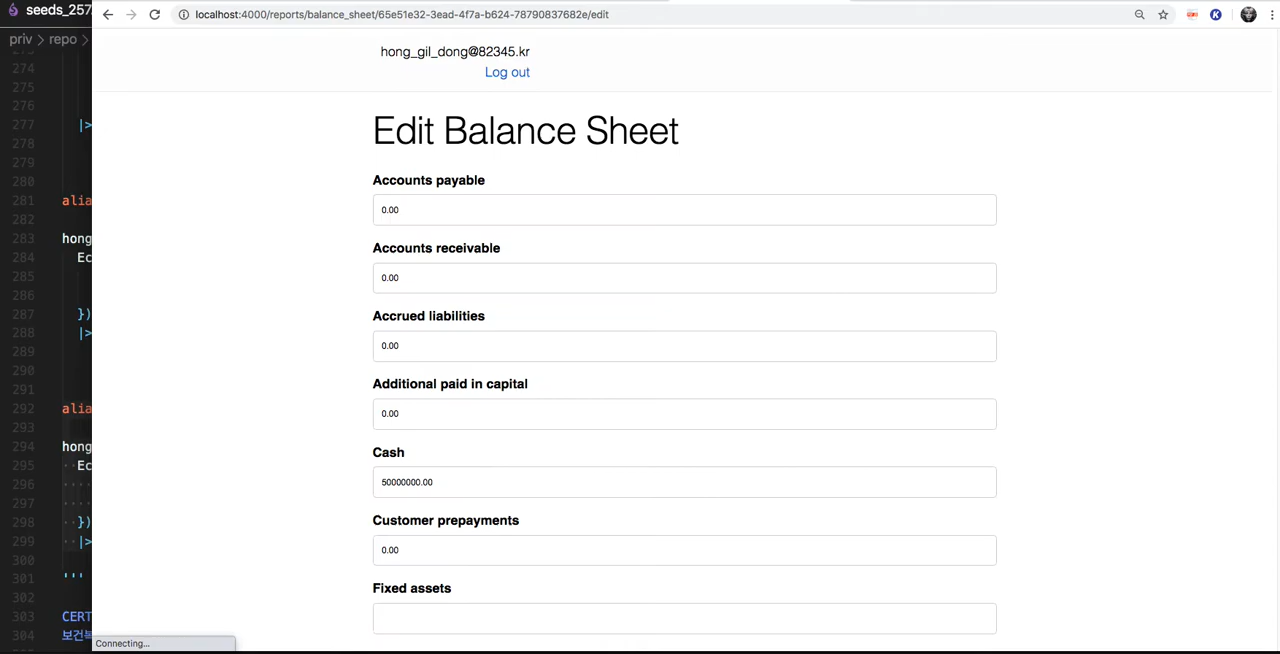 seeds_257
localhost:4000/reports/balance_sheet/65e51e32-3ead-4f7a-b624-78790837682e/edit
priv > repo >
hong_gil_dong@82345.kr
Log out
Edit Balance Sheet
Accounts payable
0.00
Accounts receivable
0.00
Accrued liabilities
0.00
Additional paid in capital
0.00
Cash
50000000.00
Customer prepayments
0.00
Fixed assets
274
275
276
277 |>
278
279
280
281 alia
282
283 hong
284 Ec
285
286
287 })
288 |>
289
290
291
292 alia
293
294 hong
295 Ec
296
297
298 })
299 |>
300
301 '''
302
303 CERT
304
Connecting...